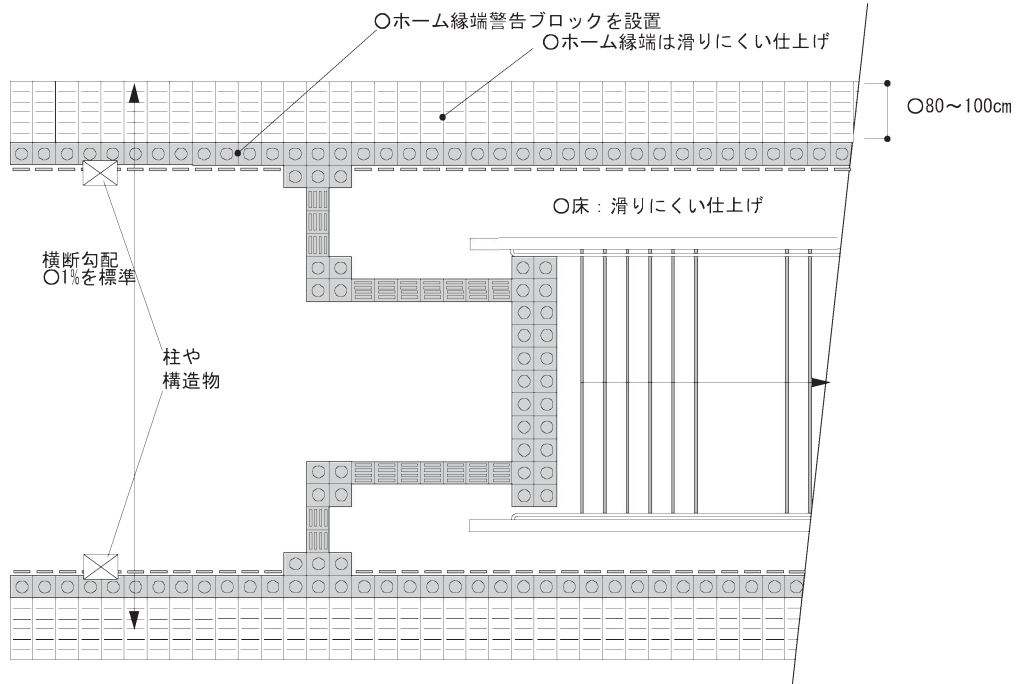 ○ホーム縁端警告ブロックを設置
○ホーム縁端は滑りにくい仕上げ
○80～100cm
○床：滑りにくい仕上げ
横断勾配
○1%を標準
柱や
構造物